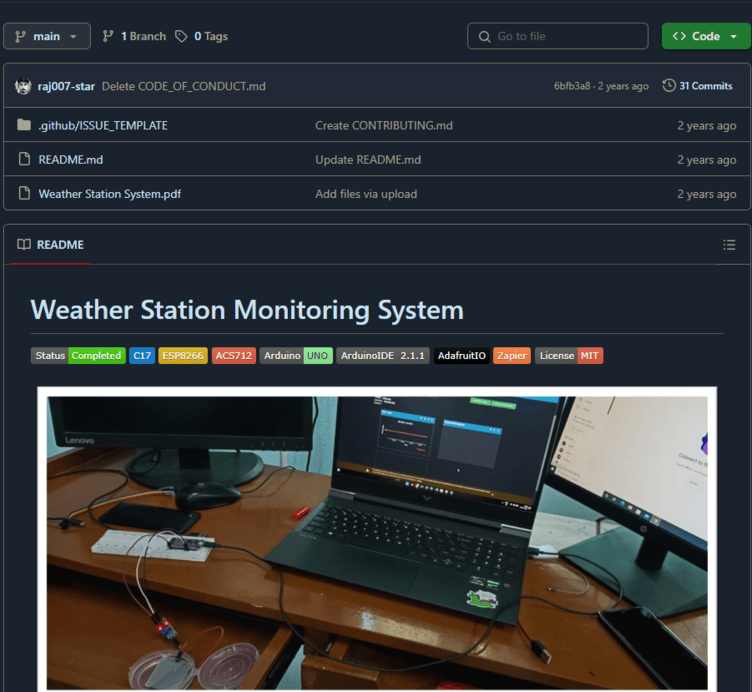 main 1 Branch 0 Tags Go to file Code
raj007-star Delete CODE_OF_CONDUCT.md 6bfb3a8 · 2 years ago 31 Commits
.github/ISSUE_TEMPLATE Create CONTRIBUTING.md 2 years ago
README.md Update README.md 2 years ago
Weather Station System.pdf Add files via upload 2 years ago
README
Weather Station Monitoring System
Status Completed C17 ESP8266 ACS712 Arduino UNO ArduinoIDE 2.1.1 AdafruitIO Zapier License MIT
Lenovo